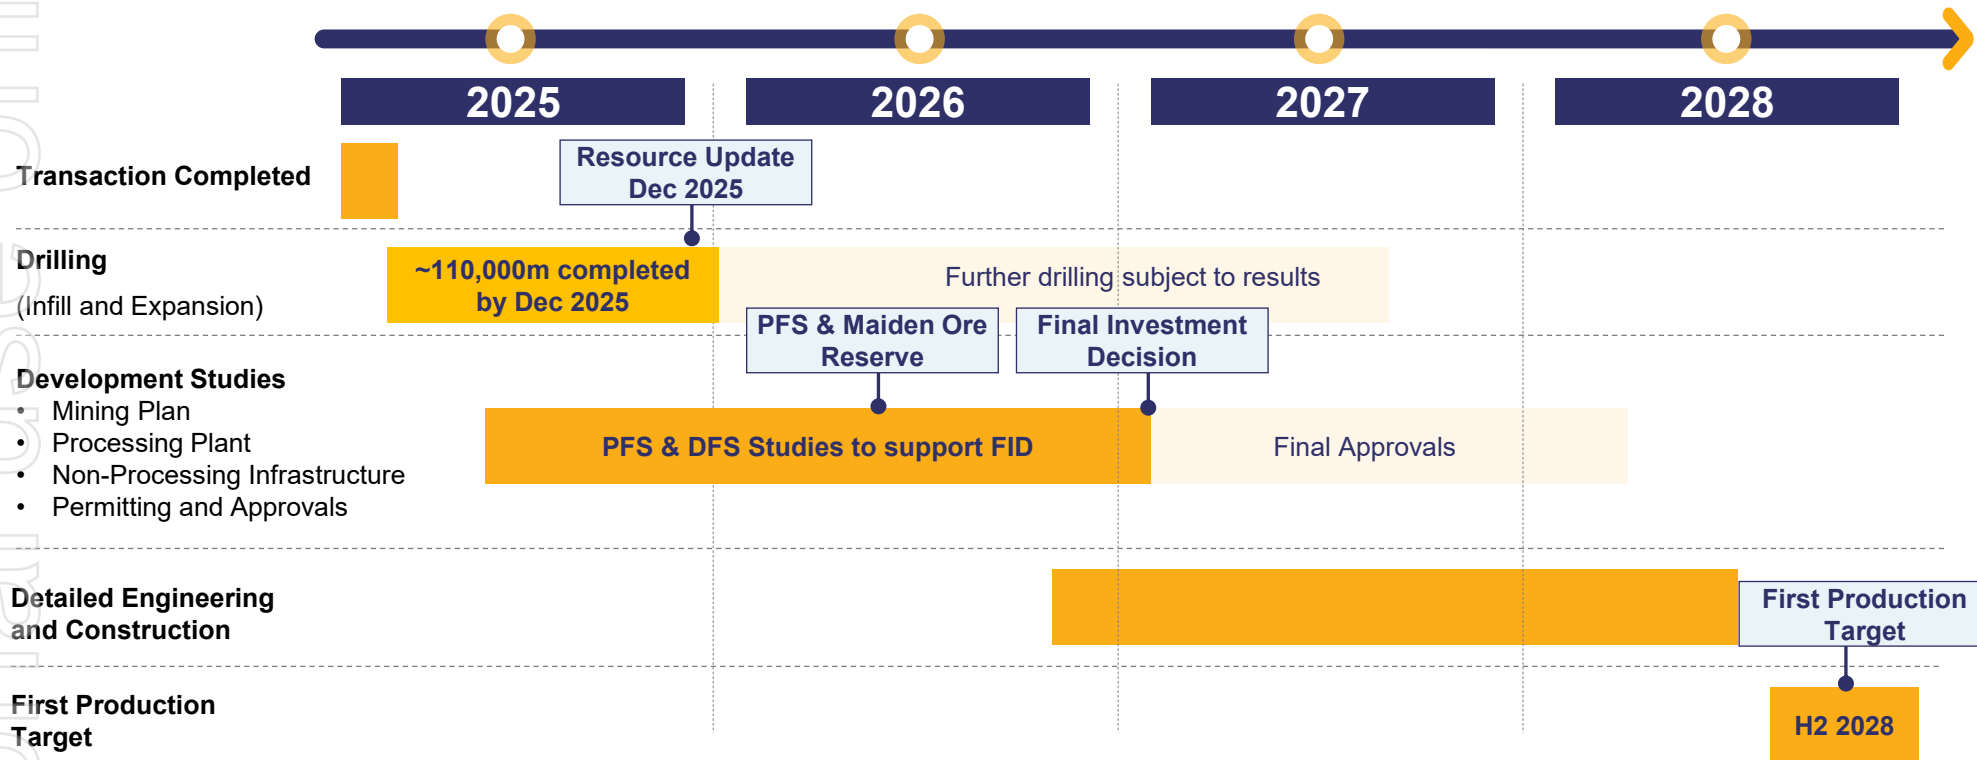 2025
2026
2027
2028
Transaction Completed
Resource Update
Dec 2025
Drilling
(Infill and Expansion)
~110,000m completed
by Dec 2025
Further drilling subject to results
PFS & Maiden Ore
Reserve
Final Investment
Decision
Development Studies
• Mining Plan
• Processing Plant
• Non-Processing Infrastructure
• Permitting and Approvals
PFS & DFS Studies to support FID
Final Approvals
Detailed Engineering
and Construction
First Production
Target
First Production
Target
H2 2028